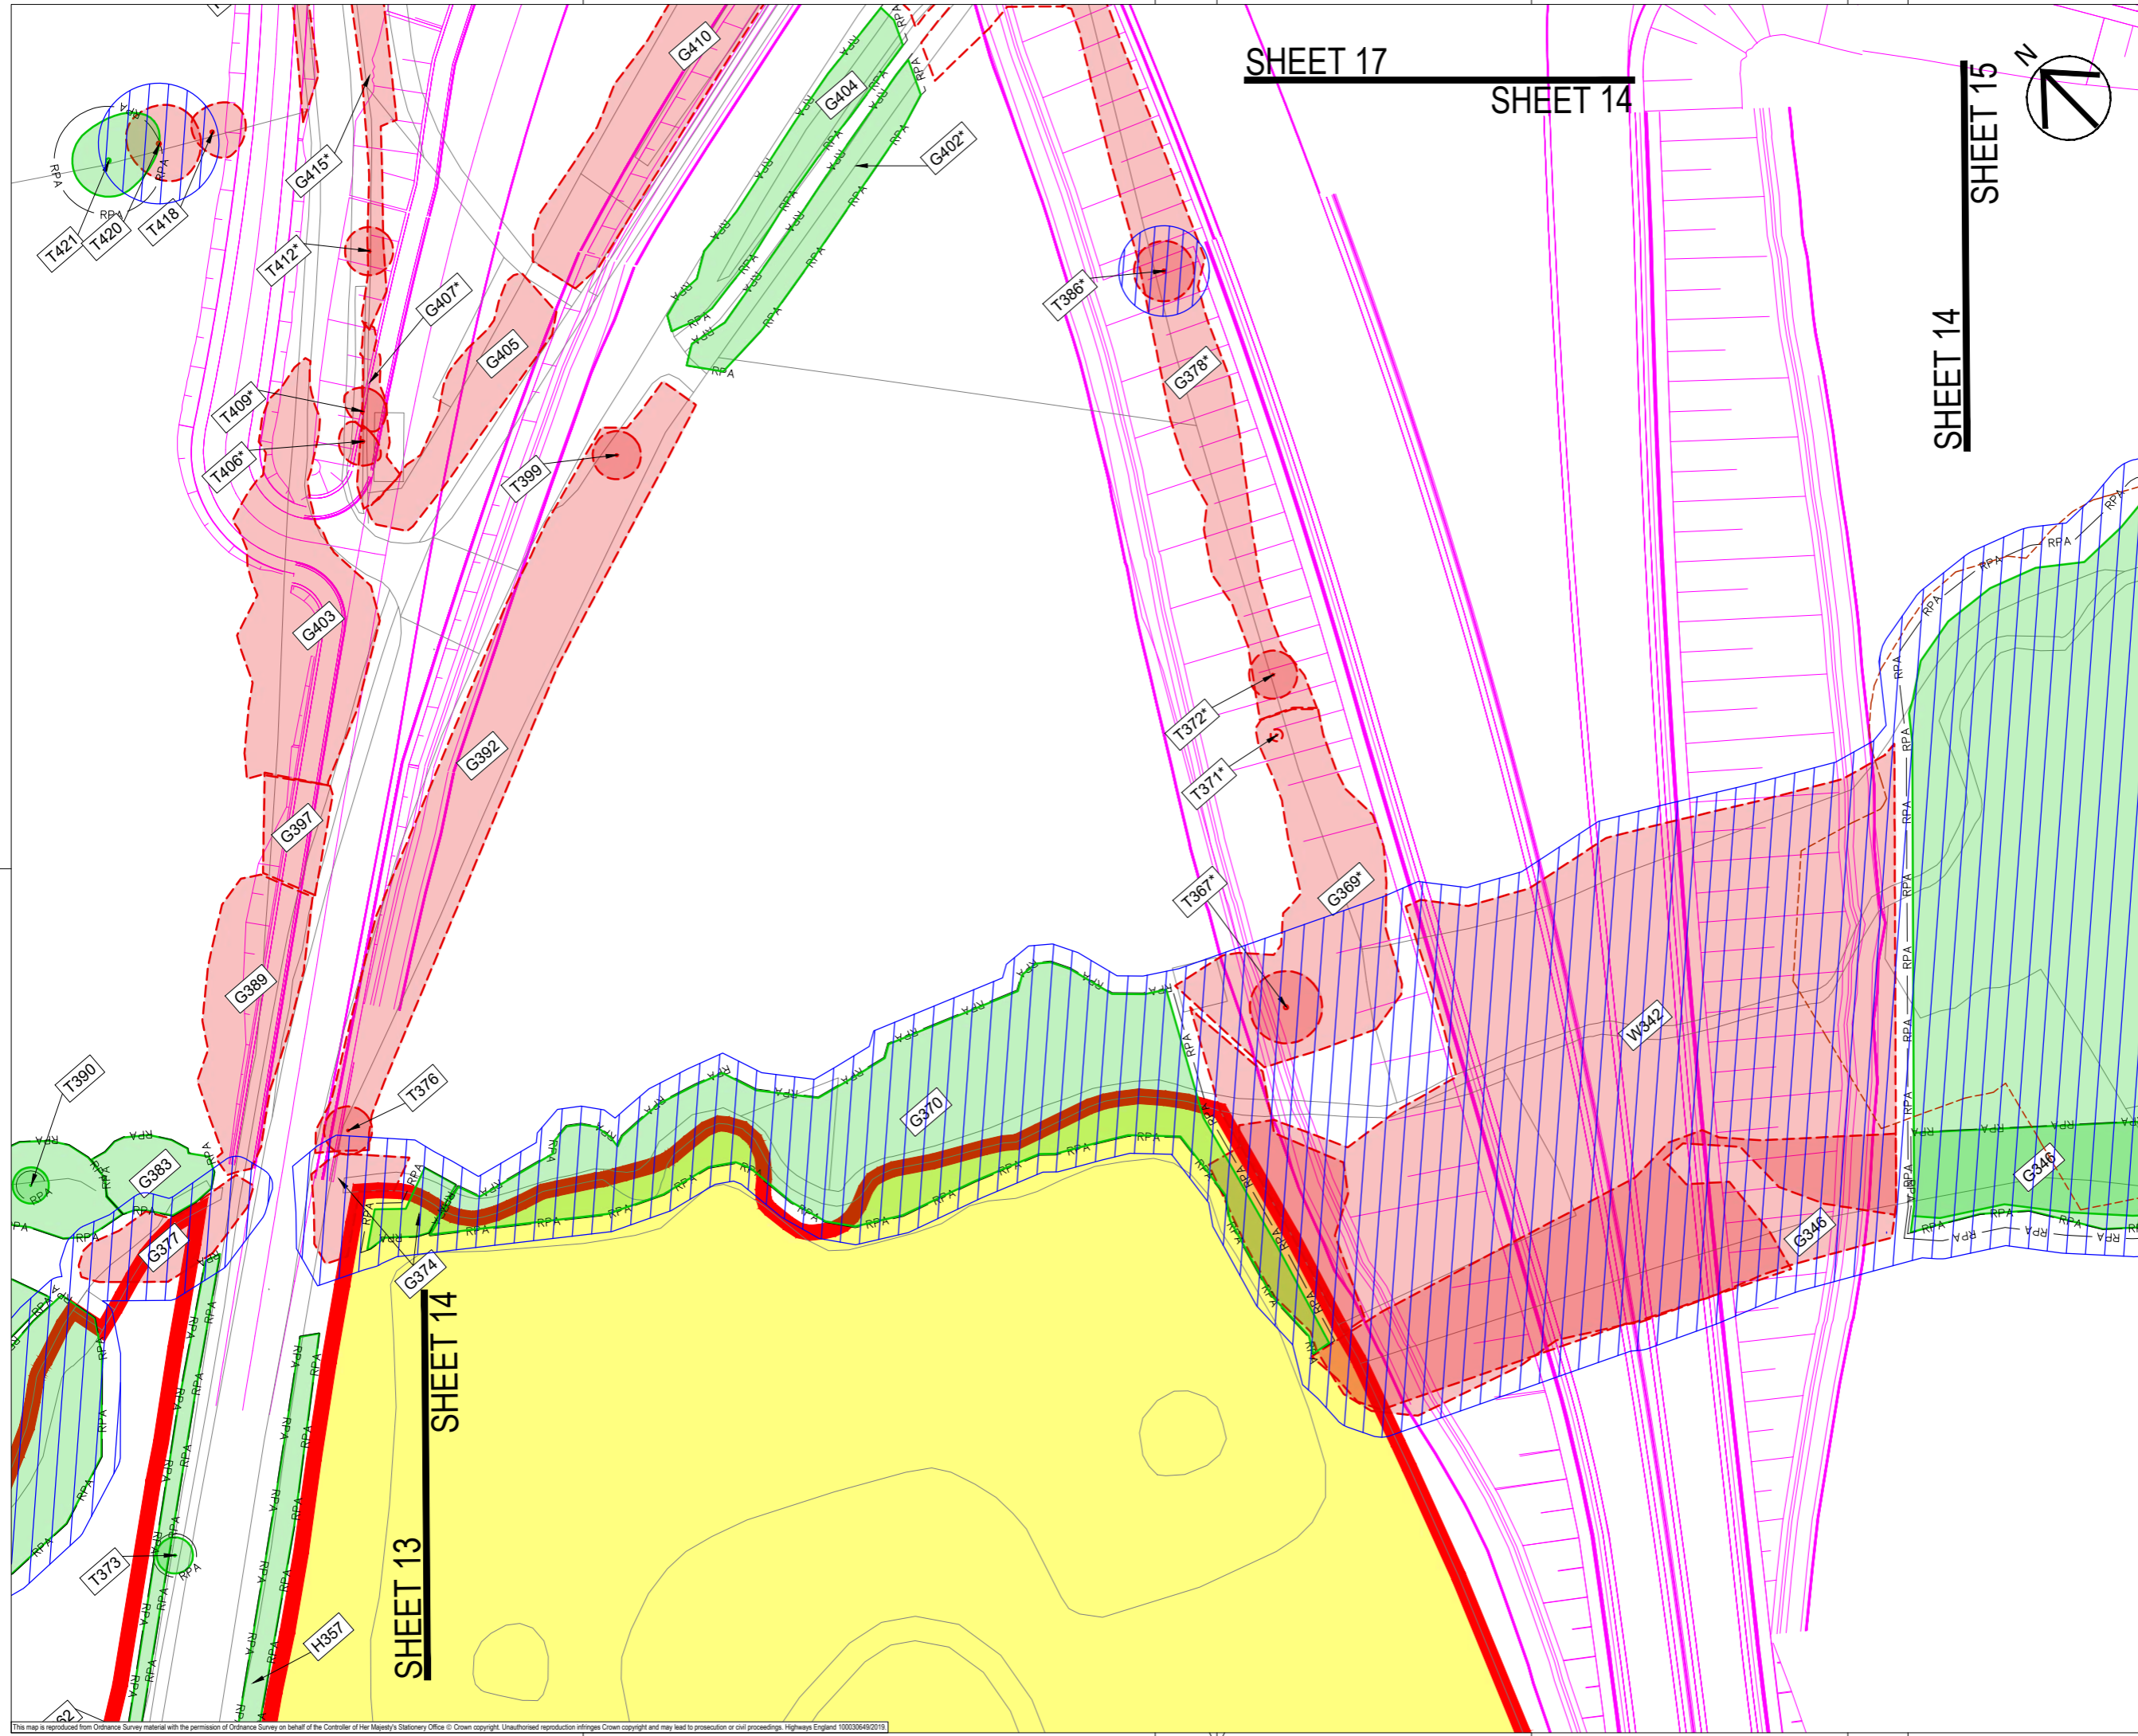 SHEET 17
SHEET 14
SHEET 15
SHEET 14
N
G410
G404
G402*
G415*
T421
T420
T418
T412*
G407*
G405
T409*
T406*
T399
T386*
G378*
G403
G392
G397
G389
T372*
T371*
T367*
G369*
W342
T390
T376
G370
G383
G377
G374
G346
G346
SHEET 14
SHEET 13
T373
H357
62
RPA
This map is reproduced from Ordnance Survey material with the permission of Ordnance Survey on behalf of the Controller of Her Majesty's Stationery Office © Crown copyright. Unauthorised reproduction infringes Crown copyright and may lead to prosecution or civil proceedings. Highways England 100030649/2019.